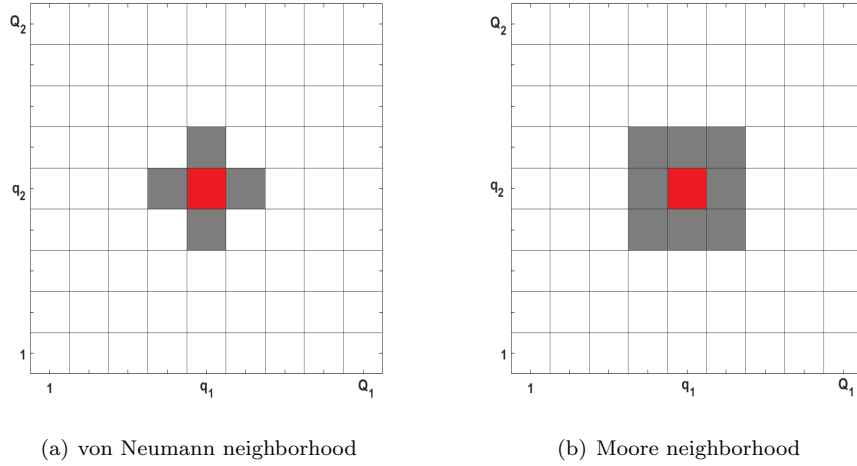 Q₂
q₂
1
1 q₁ Q₁
(a) von Neumann neighborhood
Q₂
q₂
1
1 q₁ Q₁
(b) Moore neighborhood